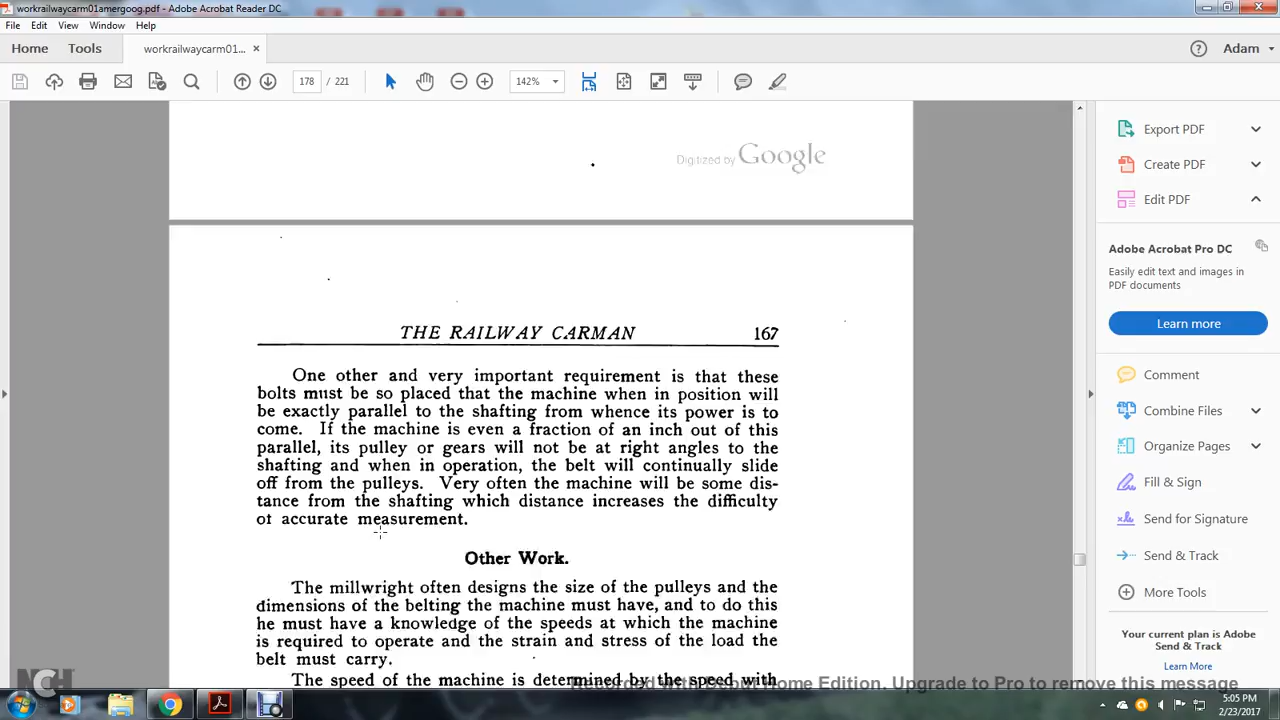 workrailwaycarm01amergoog.pdf - Adobe Acrobat Reader DC
File Edit View Window Help
Home Tools workrailwaycarm01... × Adam
178 / 221 142%
Digitized by Google
THE RAILWAY CARMAN 167
One other and very important requirement is that these
bolts must be so placed that the machine when in position will
be exactly parallel to the shafting from whence its power is to
come. If the machine is even a fraction of an inch out of this
parallel, its pulley or gears will not be at right angles to the
shafting and when in operation, the belt will continually slide
off from the pulleys. Very often the machine will be some dis-
tance from the shafting which distance increases the difficulty
of accurate measurement.
Other Work.
The millwright often designs the size of the pulleys and the
dimensions of the belting the machine must have, and to do this
he must have a knowledge of the speeds at which the machine
is required to operate and the strain and stress of the load the
belt must carry.
The speed of the machine is determined by the speed with
Export PDF
Create PDF
Edit PDF
Adobe Acrobat Pro DC
Easily edit text and images in
PDF documents
Learn more
Comment
Combine Files
Organize Pages
Fill & Sign
Send for Signature
Send & Track
More Tools
Your current plan is Adobe
Send & Track
Learn More
NCH
Home Edition. Upgrade to Pro to remove this message
5:05 PM
2/23/2017